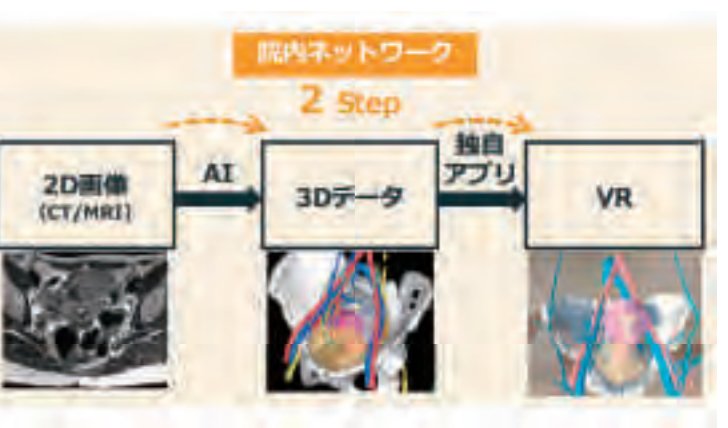 院内ネットワーク
2 Step
2D画像
(CT/MRI)
AI
3Dデータ
独自
アプリ
VR